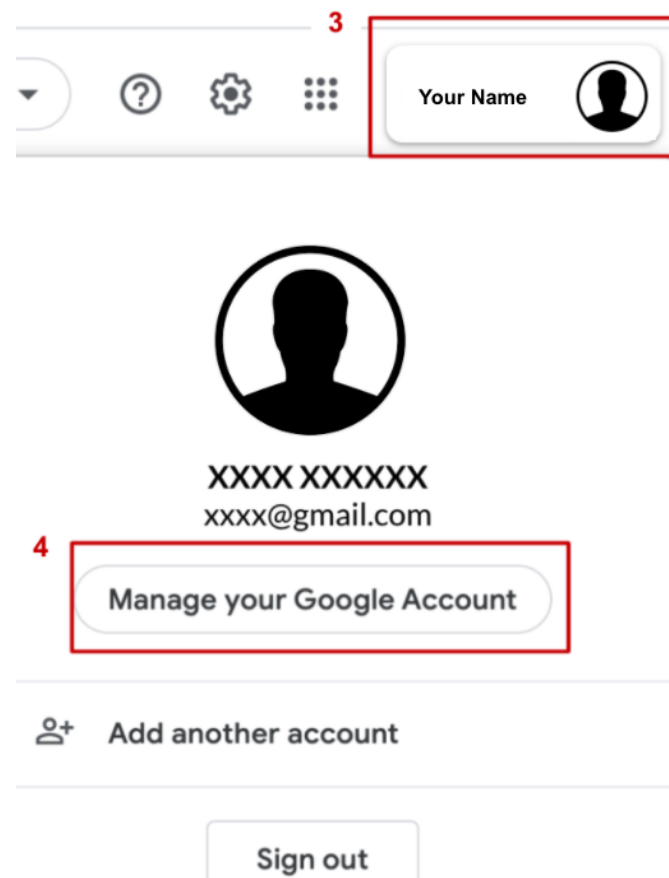 3
Your Name
XXXX XXXXXX
xxxx@gmail.com
4
Manage your Google Account
Add another account
Sign out